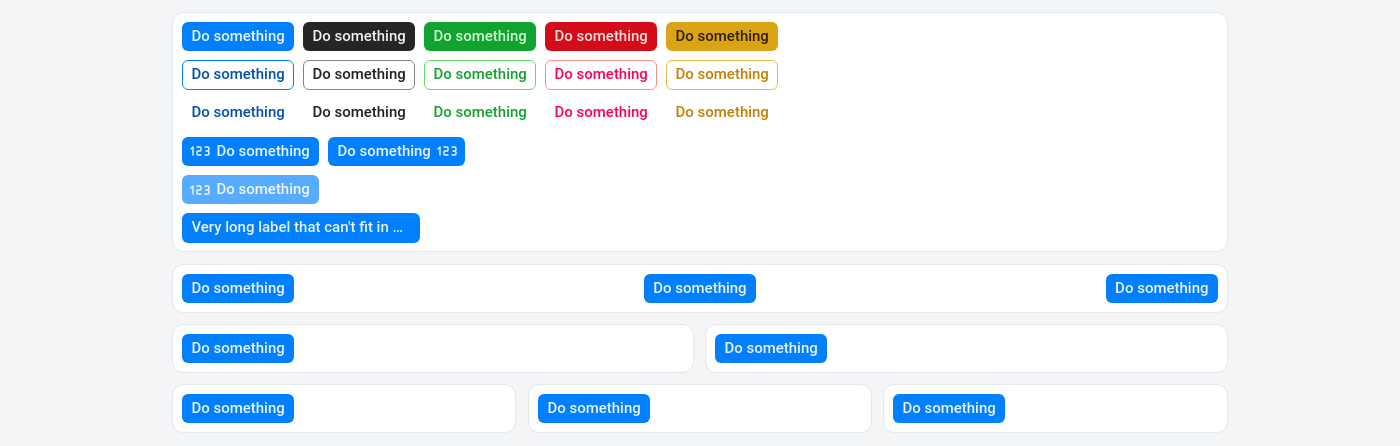 Do something Do something Do something Do something Do something
Do something Do something Do something Do something Do something
Do something Do something Do something Do something Do something
123 Do something Do something 123
123 Do something
Very long label that can't fit in ...
Do something Do something Do something
Do something Do something
Do something Do something Do something